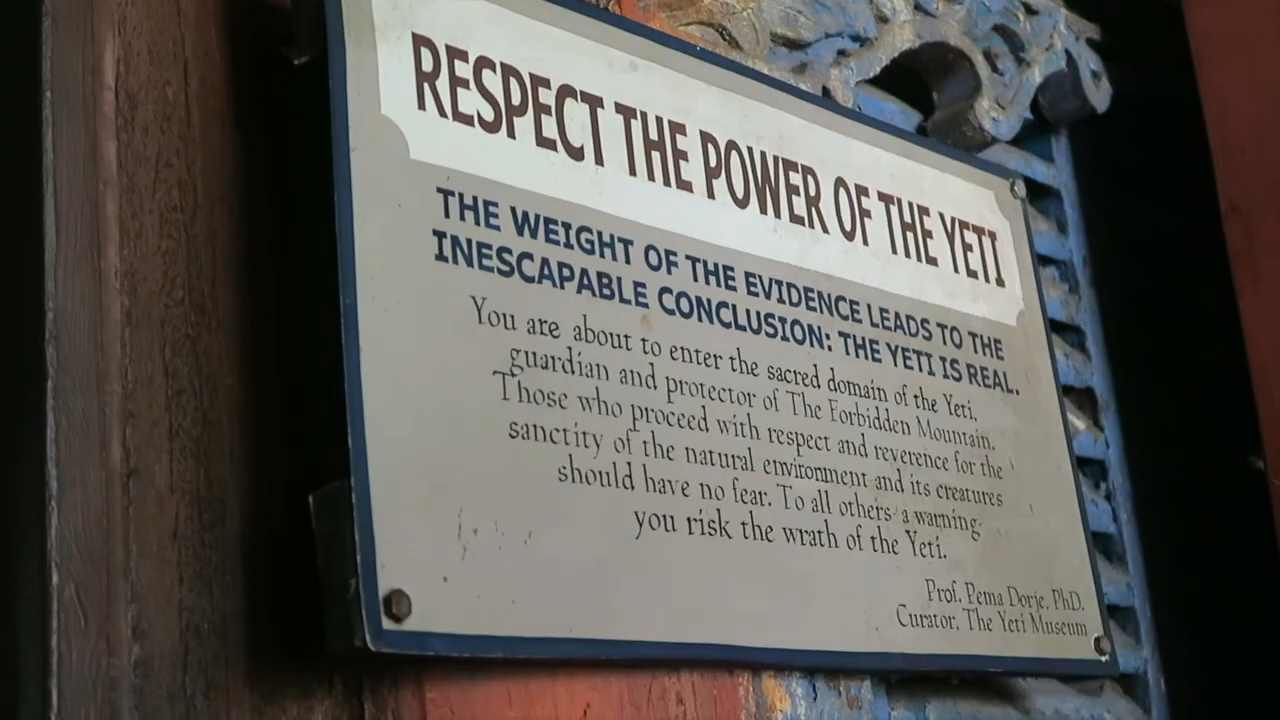 RESPECT THE POWER OF THE YETI
THE WEIGHT OF THE EVIDENCE LEADS TO THE
INESCAPABLE CONCLUSION: THE YETI IS REAL.
You are about to enter the sacred domain of the Yeti,
guardian and protector of The Forbidden Mountain.
Those who proceed with respect and reverence for the
sanctity of the natural environment and its creatures
should have no fear. To all others a warning:
you risk the wrath of the Yeti.
Prof. Pema Dorje, PhD.
Curator, The Yeti Museum